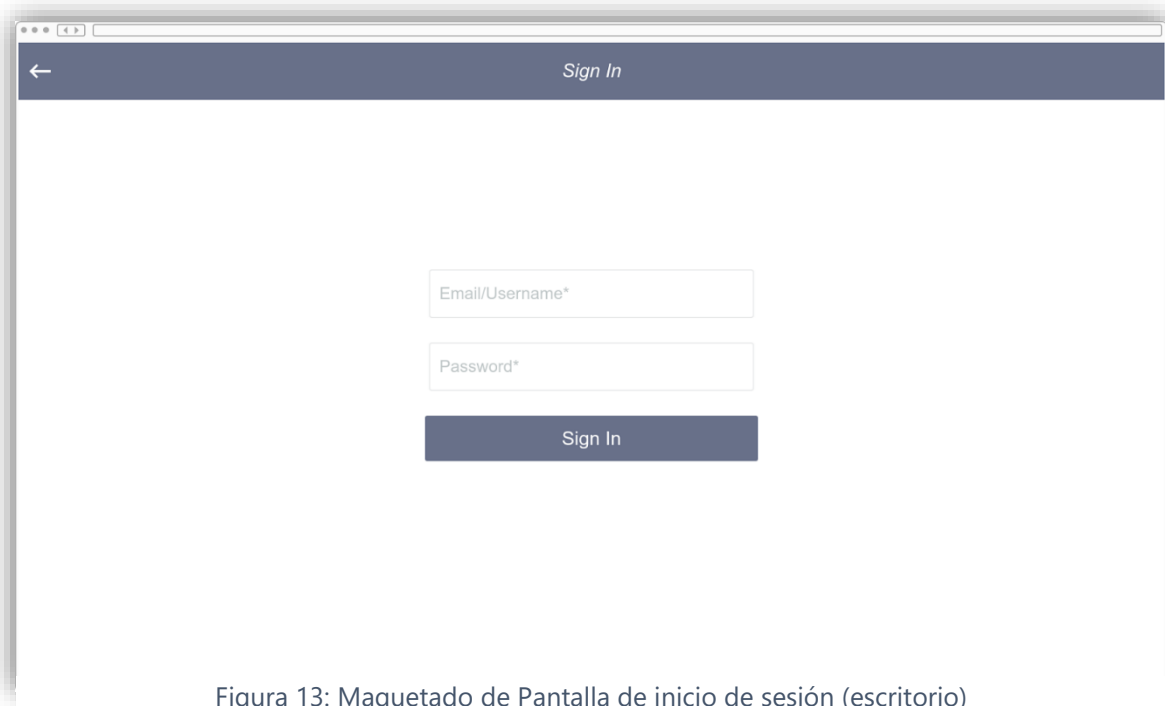 Sign In
Email/Username*
Password*
Sign In
Figura 13: Maquetado de Pantalla de inicio de sesión (escritorio)